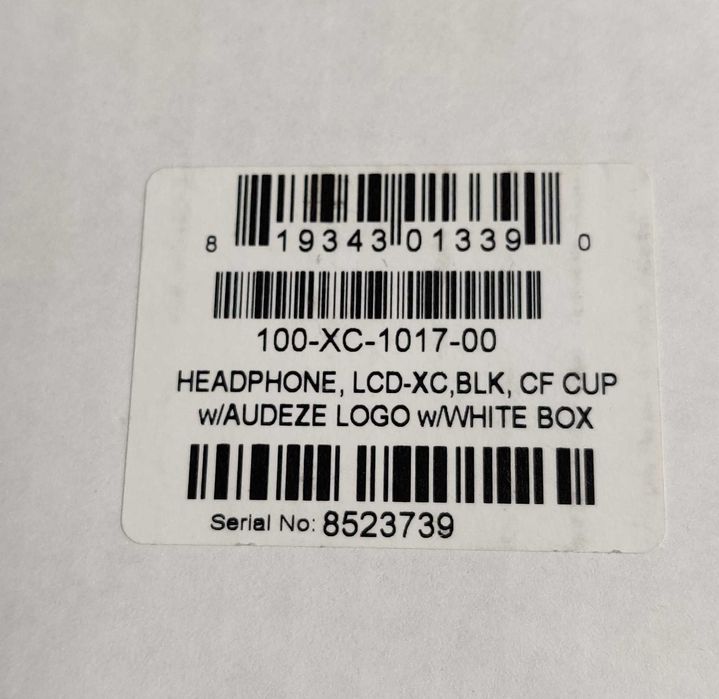 8 19343 01339 0
100-XC-1017-00
HEADPHONE, LCD-XC,BLK, CF CUP
w/AUDEZE LOGO w/WHITE BOX
Serial No: 8523739